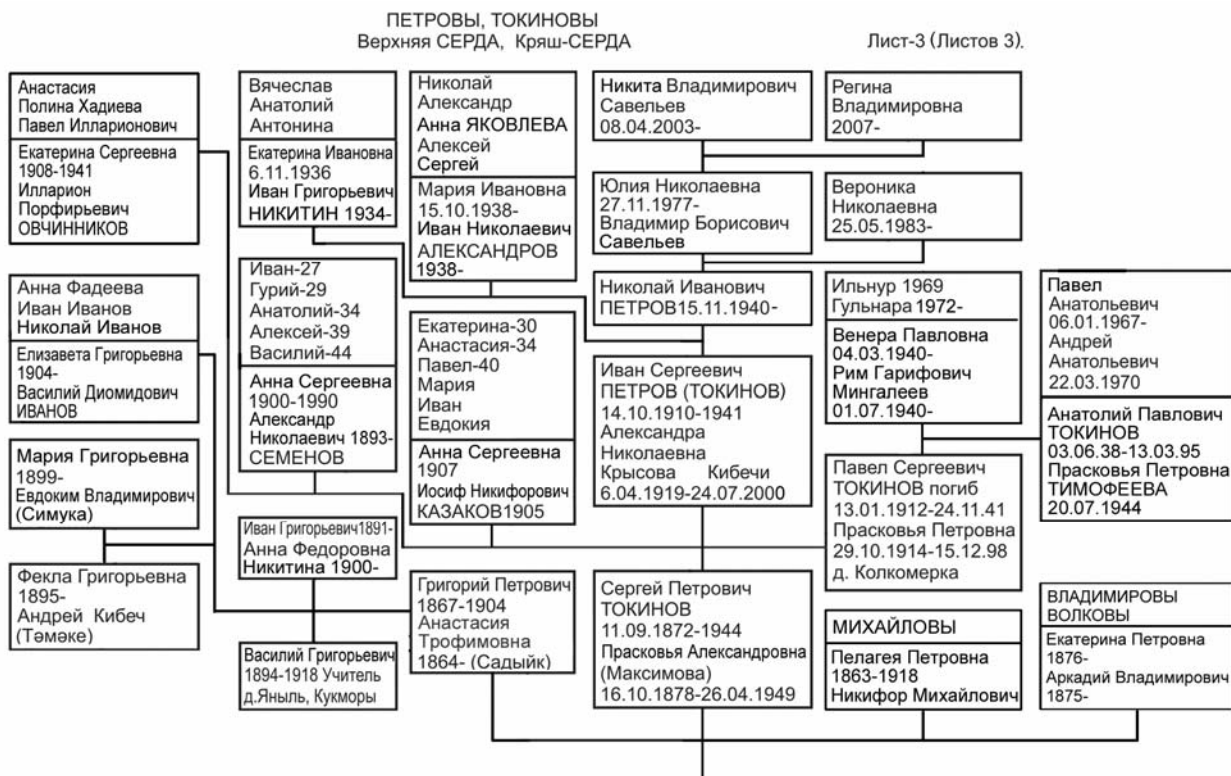 ПЕТРОВЫ, ТОКИНОВЫ
Верхняя СЕРДА, Кряш-СЕРДА
Лист-3 (Листов 3).
Анастасия
Полина Хадиева
Павел Илларионович
Екатерина Сергеевна
1908-1941
Илларион
Порфирьевич
ОВЧИННИКОВ
Вячеслав
Анатолий
Антонина
Екатерина Ивановна
6.11.1936
Иван Григорьевич
НИКИТИН 1934-
Николай
Александр
Анна ЯКОВЛЕВА
Алексей
Сергей
Мария Ивановна
15.10.1938-
Иван Николаевич
АЛЕКСАНДРОВ
1938-
Никита Владимирович
Савельев
08.04.2003-
Регина
Владимировна
2007-
Юлия Николаевна
27.11.1977-
Владимир Борисович
Савельев
Вероника
Николаевна
25.05.1983-
Анна Фадеева
Иван Иванов
Николай Иванов
Елизавета Григорьевна
1904-
Василий Диомидович
ИВАНОВ
Иван-27
Гурий-29
Анатолий-34
Алексей-39
Василий-44
Анна Сергеевна
1900-1990
Александр
Николаевич 1893-
СЕМЕНОВ
Екатерина-30
Анастасия-34
Павел-40
Мария
Иван
Евдокия
Анна Сергеевна
1907
Иосиф Никифорович
КАЗАКОВ1905
Николай Иванович
ПЕТРОВ15.11.1940-
Иван Сергеевич
ПЕТРОВ (ТОКИНОВ)
14.10.1910-1941
Александра
Николаевна
Крысова Кибечи
6.04.1919-24.07.2000
Ильнур 1969
Гульнара 1972-
Венера Павловна
04.03.1940-
Рим Гарифович
Мингалеев
01.07.1940-
Павел
Анатольевич
06.01.1967-
Андрей
Анатольевич
22.03.1970
Анатолий Павлович
ТОКИНОВ
03.06.38-13.03.95
Прасковья Петровна
ТИМОФЕЕВА
20.07.1944
Мария Григорьевна
1899-
Евдоким Владимирович
(Симука)
Павел Сергеевич
ТОКИНОВ погиб
13.01.1912-24.11.41
Прасковья Петровна
29.10.1914-15.12.98
д. Колкомерка
Иван Григорьевич1891-
Анна Федоровна
Никитина 1900-
Фекла Григорьевна
1895-
Андрей Кибеч
(Тәмәке)
Василий Григорьевич
1894-1918 Учитель
д.Яныль, Кукморы
Григорий Петрович
1867-1904
Анастасия
Трофимовна
1864- (Садыйк)
Сергей Петрович
ТОКИНОВ
11.09.1872-1944
Прасковья Александровна
(Максимова)
16.10.1878-26.04.1949
МИХАЙЛОВЫ
Пелагея Петровна
1863-1918
Никифор Михайлович
ВЛАДИМИРОВЫ
ВОЛКОВЫ
Екатерина Петровна
1876-
Аркадий Владимирович
1875-